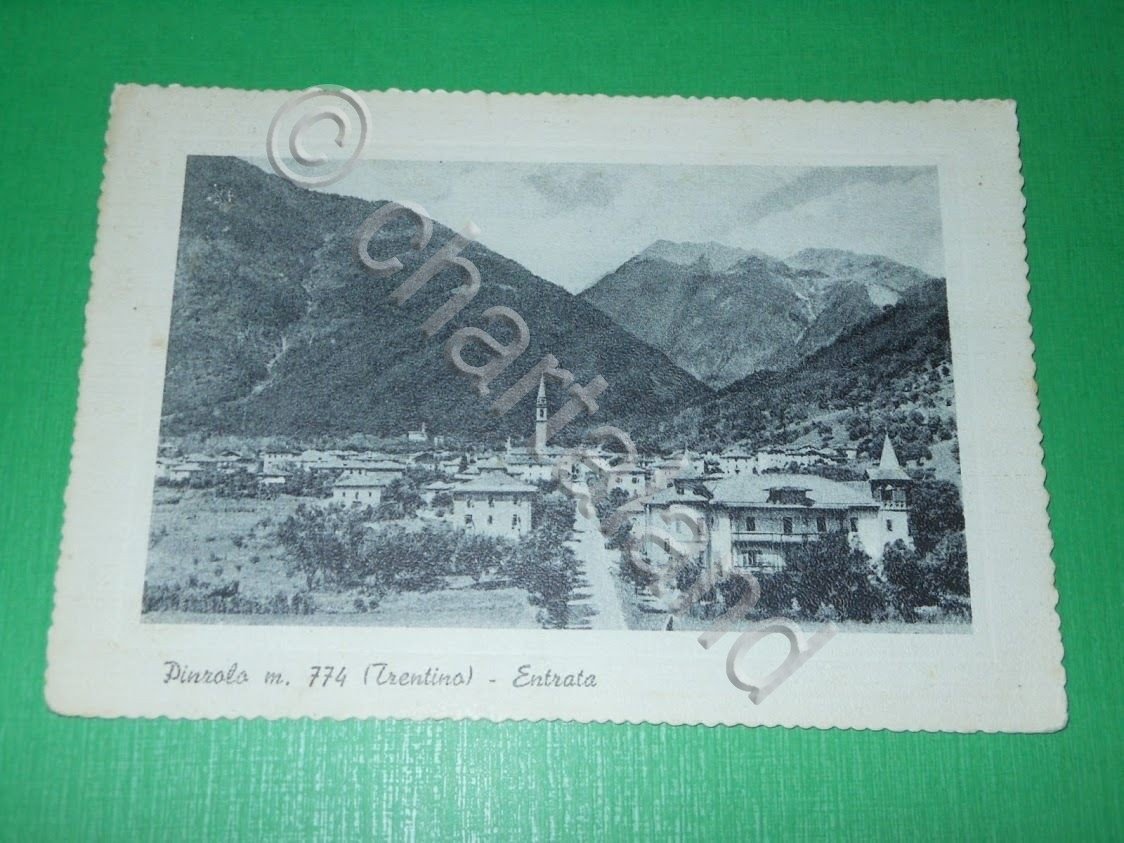 © chartaland
Pinzolo m. 774 (Trentino) - Entrata